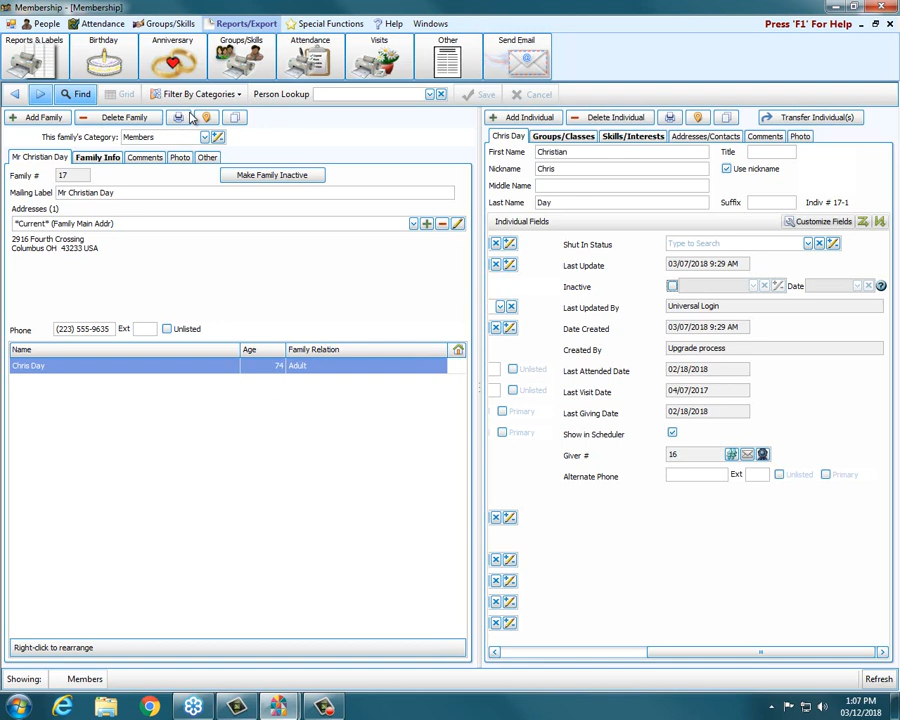 Membership - [Membership]
People Attendance Groups/Skills Reports/Export Special Functions Help Windows Press 'F1' For Help
Reports & Labels Birthday Anniversary Groups/Skills Attendance Visits Other Send Email
Find Grid Filter By Categories Person Lookup Save Cancel
Add Family Delete Family
This family's Category: Members
Mr Christian Day Family Info Comments Photo Other
Family # 17 Make Family Inactive
Mailing Label Mr Christian Day
Addresses (1)
*Current* (Family Main Addr)
2916 Fourth Crossing
Columbus OH 43233 USA
Phone (223) 555-9635 Ext Unlisted
Name Age Family Relation
Chris Day 74 Adult
Right-click to rearrange
Add Individual Delete Individual Transfer Individual(s)
Chris Day Groups/Classes Skills/Interests Addresses/Contacts Comments Photo
First Name Christian Title
Nickname Chris Use nickname
Middle Name
Last Name Day Suffix Indiv # 17-1
Individual Fields Customize Fields
Shut In Status Type to Search
Last Update 03/07/2018 9:29 AM
Inactive Date
Last Updated By Universal Login
Date Created 03/07/2018 9:29 AM
Created By Upgrade process
Unlisted Last Attended Date 02/18/2018
Unlisted Last Visit Date 04/07/2017
Primary Last Giving Date 02/18/2018
Primary Show in Scheduler
Giver # 16
Alternate Phone Ext Unlisted Primary
Showing: Members Refresh
1:07 PM
03/12/2018